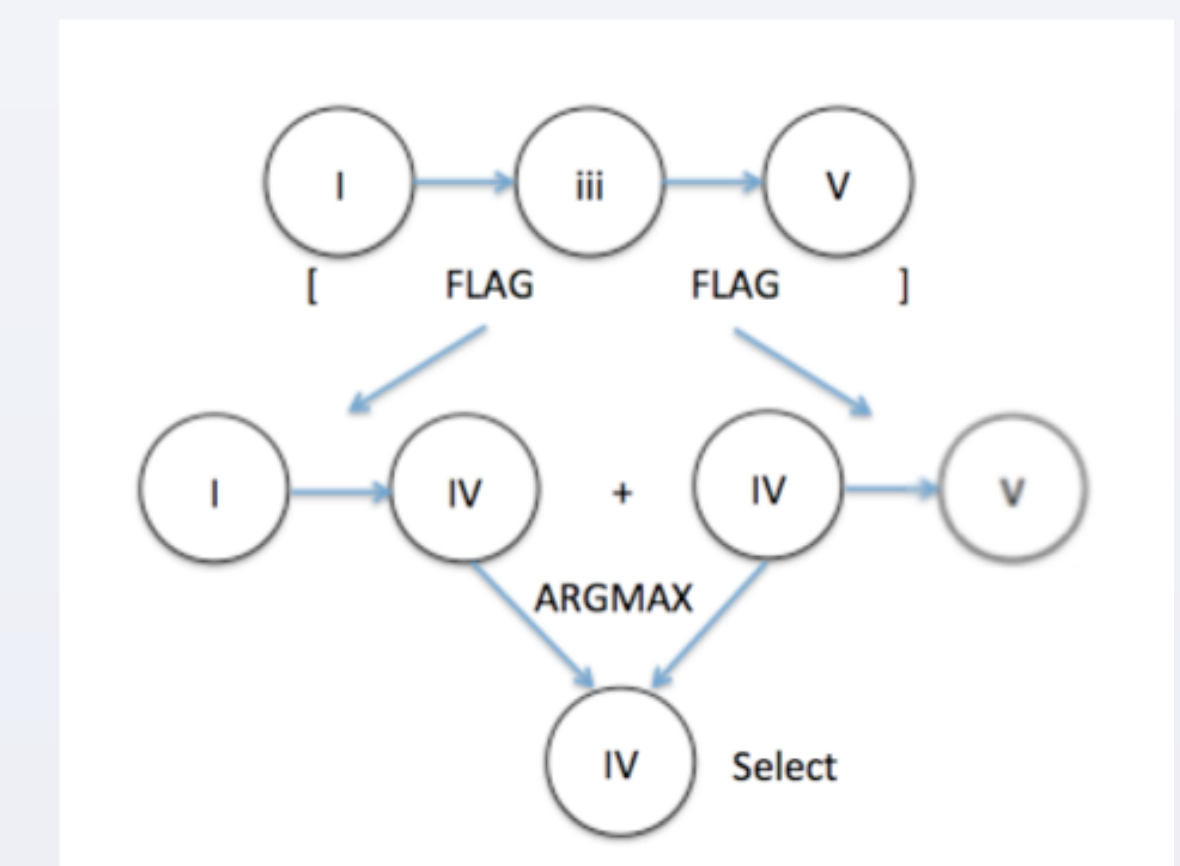 I iii V
[ FLAG FLAG ]
I IV + IV V
ARGMAX
IV Select